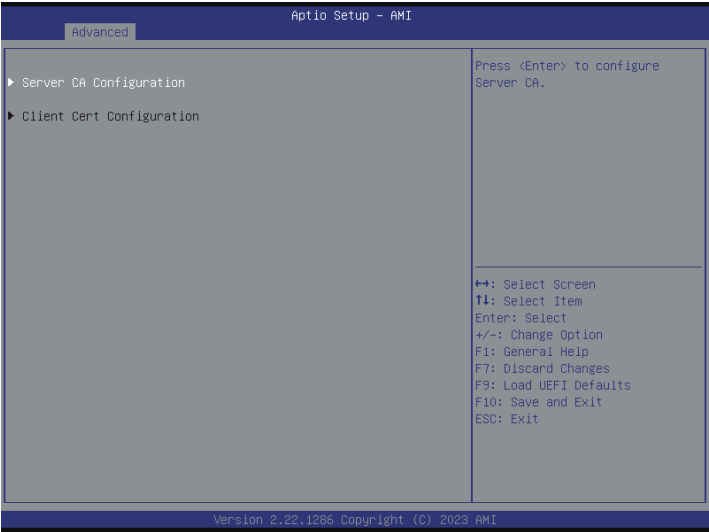 Aptio Setup – AMI
Advanced
▶ Server CA Configuration
▶ Client Cert Configuration
Press <Enter> to configure
Server CA.
↔: Select Screen
↑↓: Select Item
Enter: Select
+/-: Change Option
F1: General Help
F7: Discard Changes
F9: Load UEFI Defaults
F10: Save and Exit
ESC: Exit
Version 2.22.1286 Copyright (C) 2023 AMI